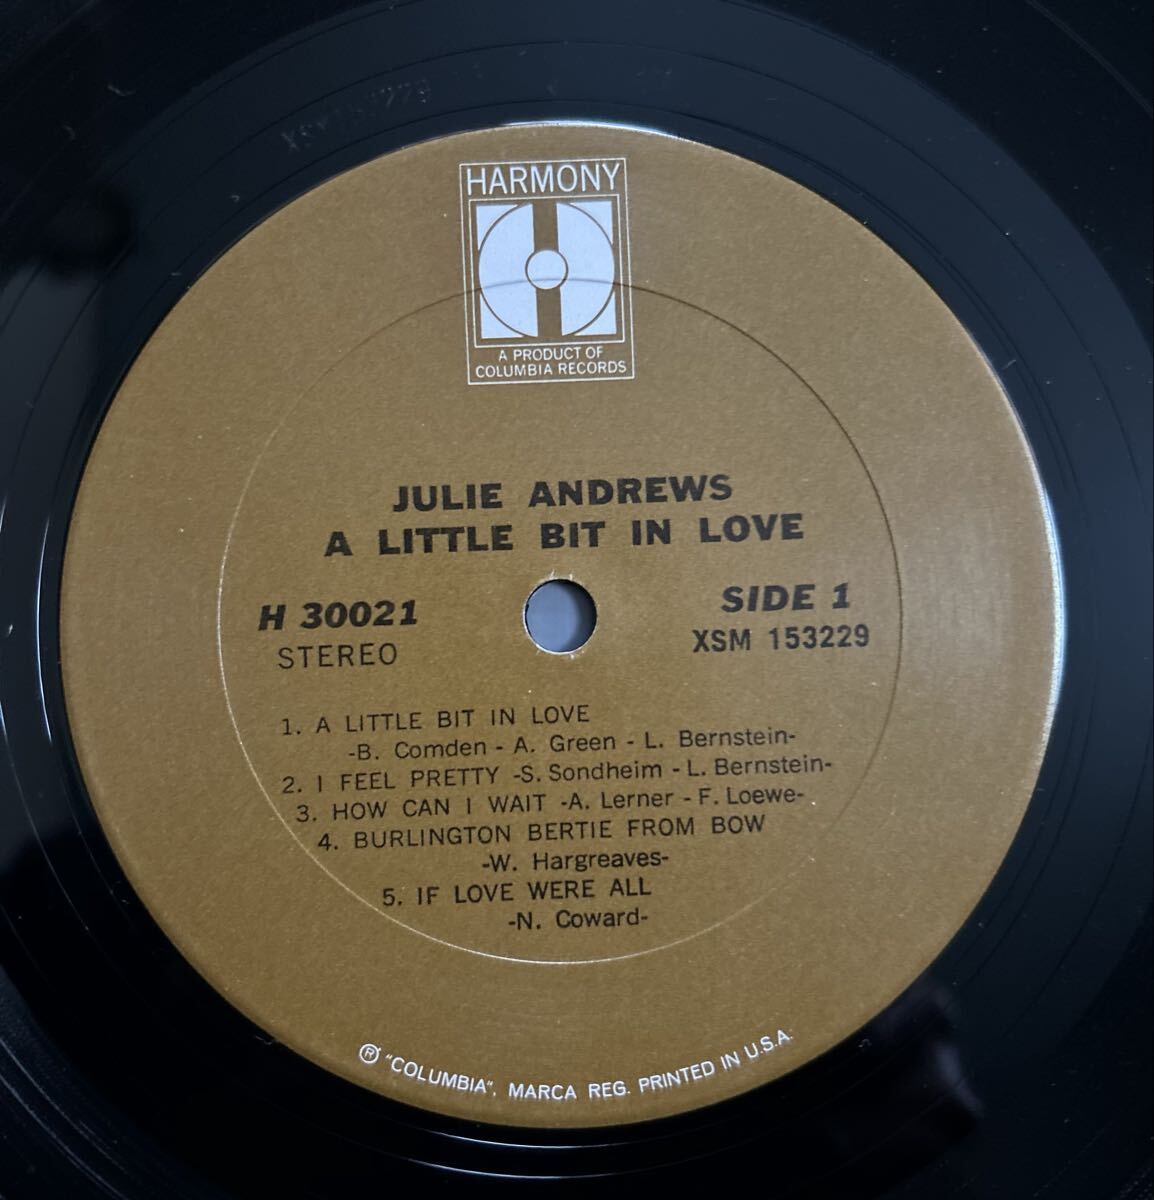 HARMONY
A PRODUCT OF
COLUMBIA RECORDS
JULIE ANDREWS
A LITTLE BIT IN LOVE
H 30021
STEREO
SIDE 1
XSM 153229
1. A LITTLE BIT IN LOVE
-B. Comden - A. Green - L. Bernstein-
2. I FEEL PRETTY -S. Sondheim - L. Bernstein-
3. HOW CAN I WAIT -A. Lerner - F. Loewe-
4. BURLINGTON BERTIE FROM BOW
-W. Hargreaves-
5. IF LOVE WERE ALL
-N. Coward-
® "COLUMBIA", MARCA REG. PRINTED IN U.S.A.